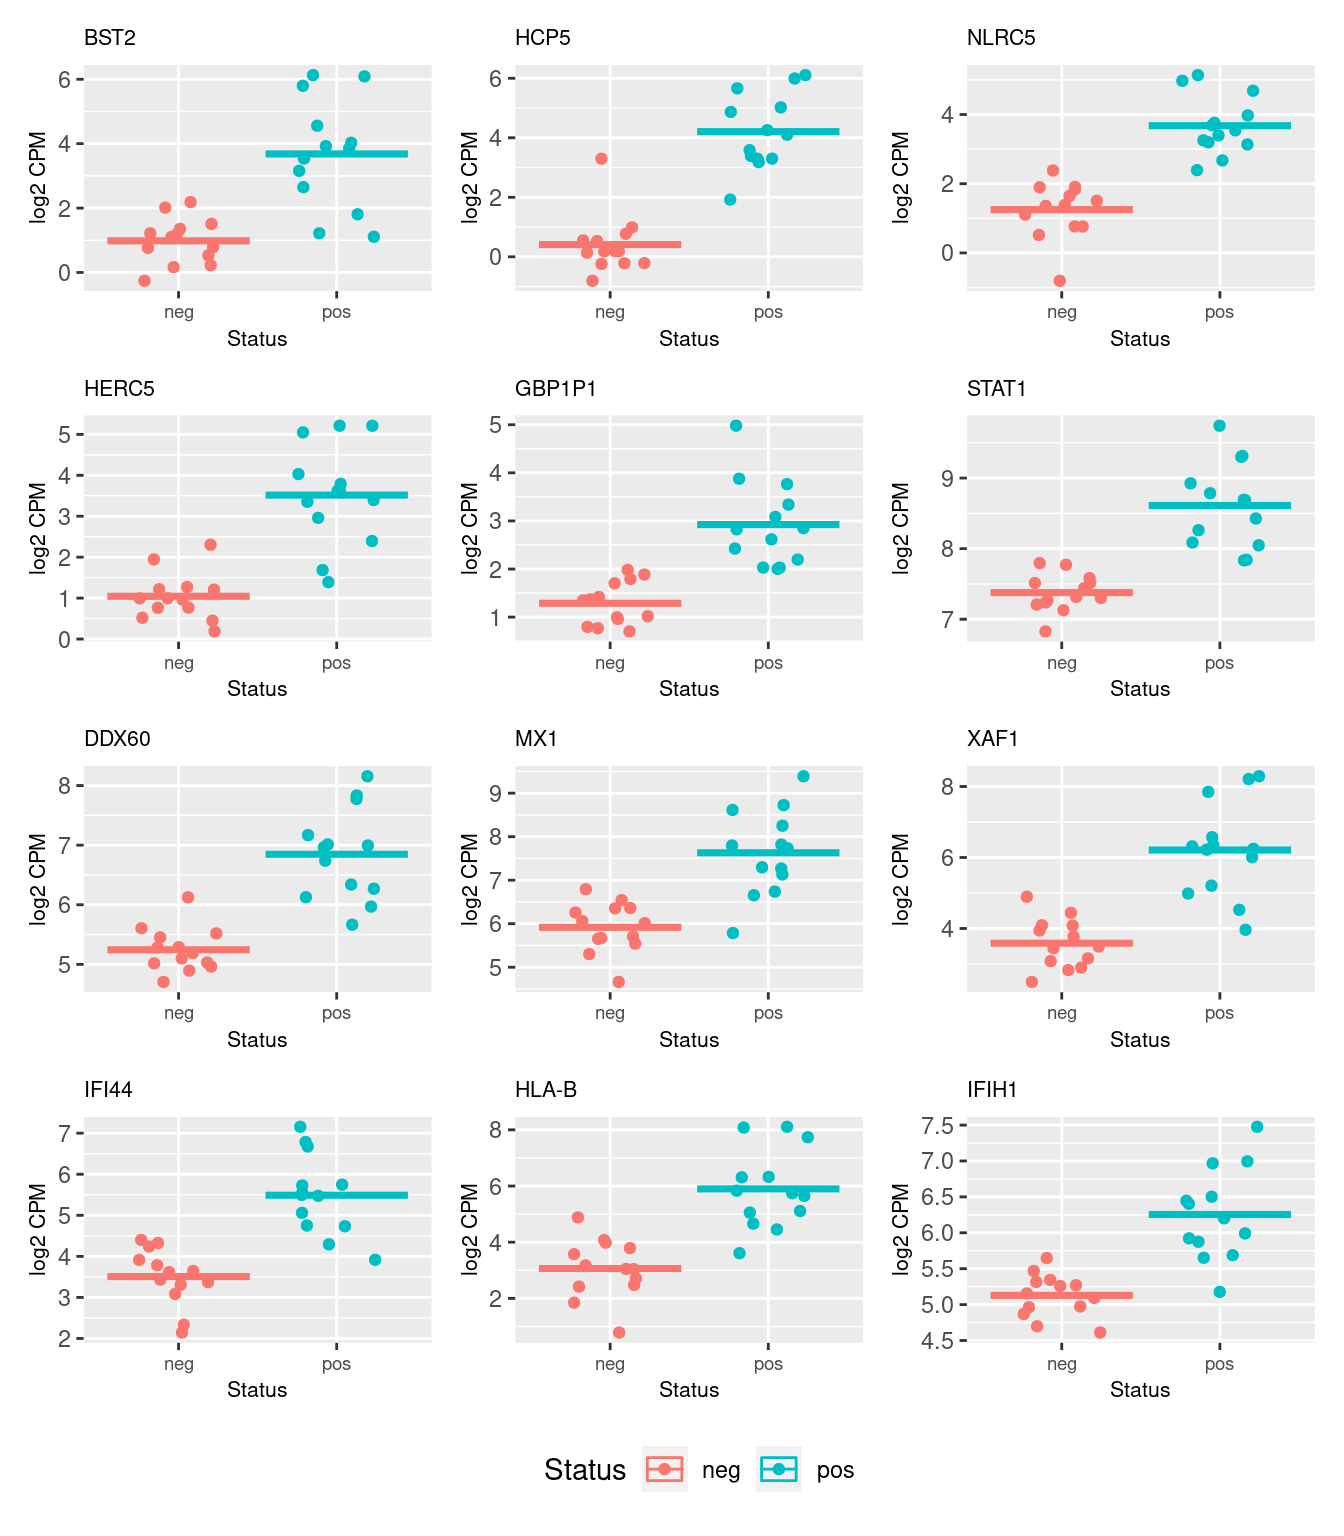 BST2
HCP5
NLRC5
6
4
2
0
log2 CPM
neg
pos
Status
6
4
2
0
log2 CPM
neg
pos
Status
4
2
0
log2 CPM
neg
pos
Status
HERC5
GBP1P1
STAT1
5
4
3
2
1
0
log2 CPM
neg
pos
Status
5
4
3
2
1
log2 CPM
neg
pos
Status
9
8
7
log2 CPM
neg
pos
Status
DDX60
MX1
XAF1
8
7
6
5
log2 CPM
neg
pos
Status
9
8
7
6
5
log2 CPM
neg
pos
Status
8
6
4
log2 CPM
neg
pos
Status
IFI44
HLA-B
IFIH1
7
6
5
4
3
2
log2 CPM
neg
pos
Status
8
6
4
2
log2 CPM
neg
pos
Status
7.5
7.0
6.5
6.0
5.5
5.0
4.5
log2 CPM
neg
pos
Status
Status neg pos